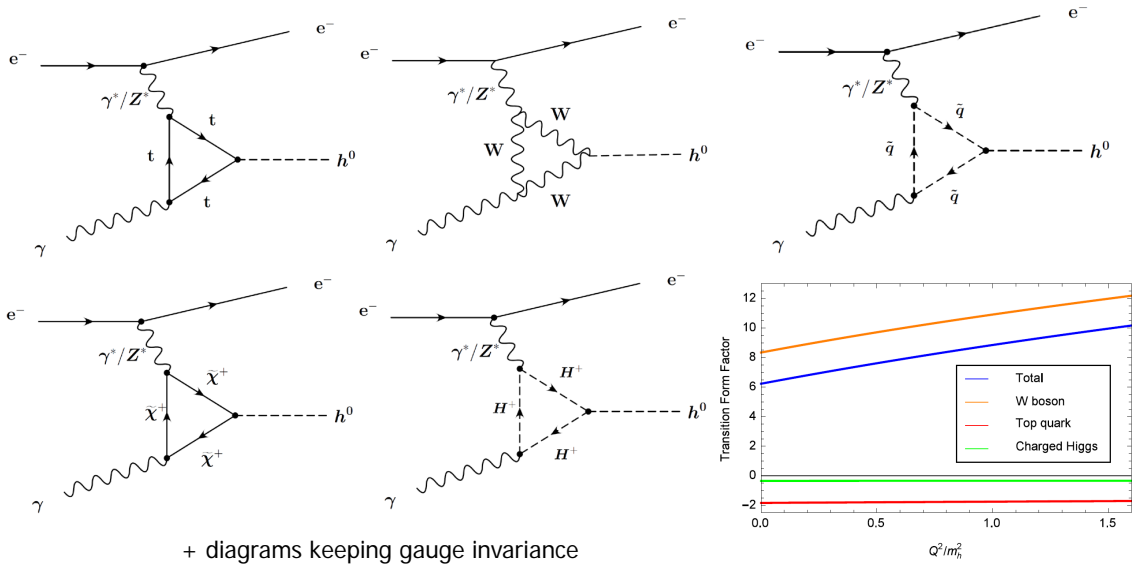 e⁻
e⁻
γ*/Z*
t
t
t
h⁰
γ
e⁻
e⁻
γ*/Z*
W
W
W
h⁰
γ
e⁻
e⁻
γ*/Z*
q̃
q̃
q̃
h⁰
γ
e⁻
e⁻
γ*/Z*
χ̃⁺
χ̃⁺
χ̃⁺
h⁰
γ
e⁻
e⁻
γ*/Z*
H⁺
H⁺
H⁺
h⁰
γ
Transition Form Factor
12
10
8
6
4
2
0
−2
Total
W boson
Top quark
Charged Higgs
0.0 0.5 1.0 1.5
Q²/m²ₕ
+ diagrams keeping gauge invariance